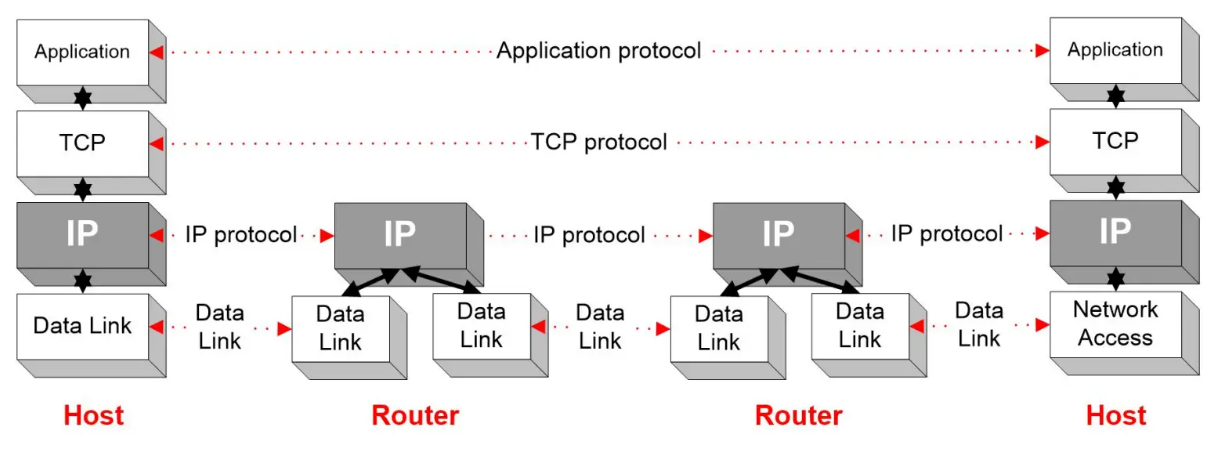 Application
Application protocol
Application
TCP
TCP protocol
TCP
IP
IP protocol
IP
IP protocol
IP
IP protocol
IP
Data Link
Data
Link
Data
Link
Data
Link
Data
Link
Data
Link
Data
Link
Data
Link
Network
Access
Host
Router
Router
Host